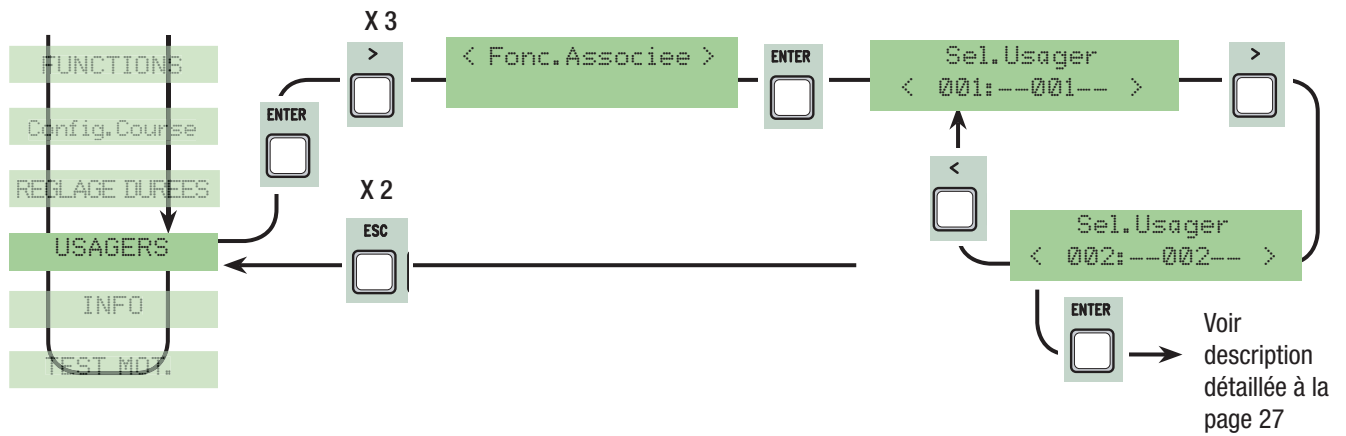 X 3
>
< Fonc.Associee >
ENTER
Sel.Usager
< 001:--001-- >
>
FUNCTIONS
Config.Course
REGLAGE DUREES
USAGERS
INFO
TEST MOT.
ENTER
X 2
ESC
<
Sel.Usager
< 002:--002-- >
ENTER
Voir
description
détaillée à la
page 27